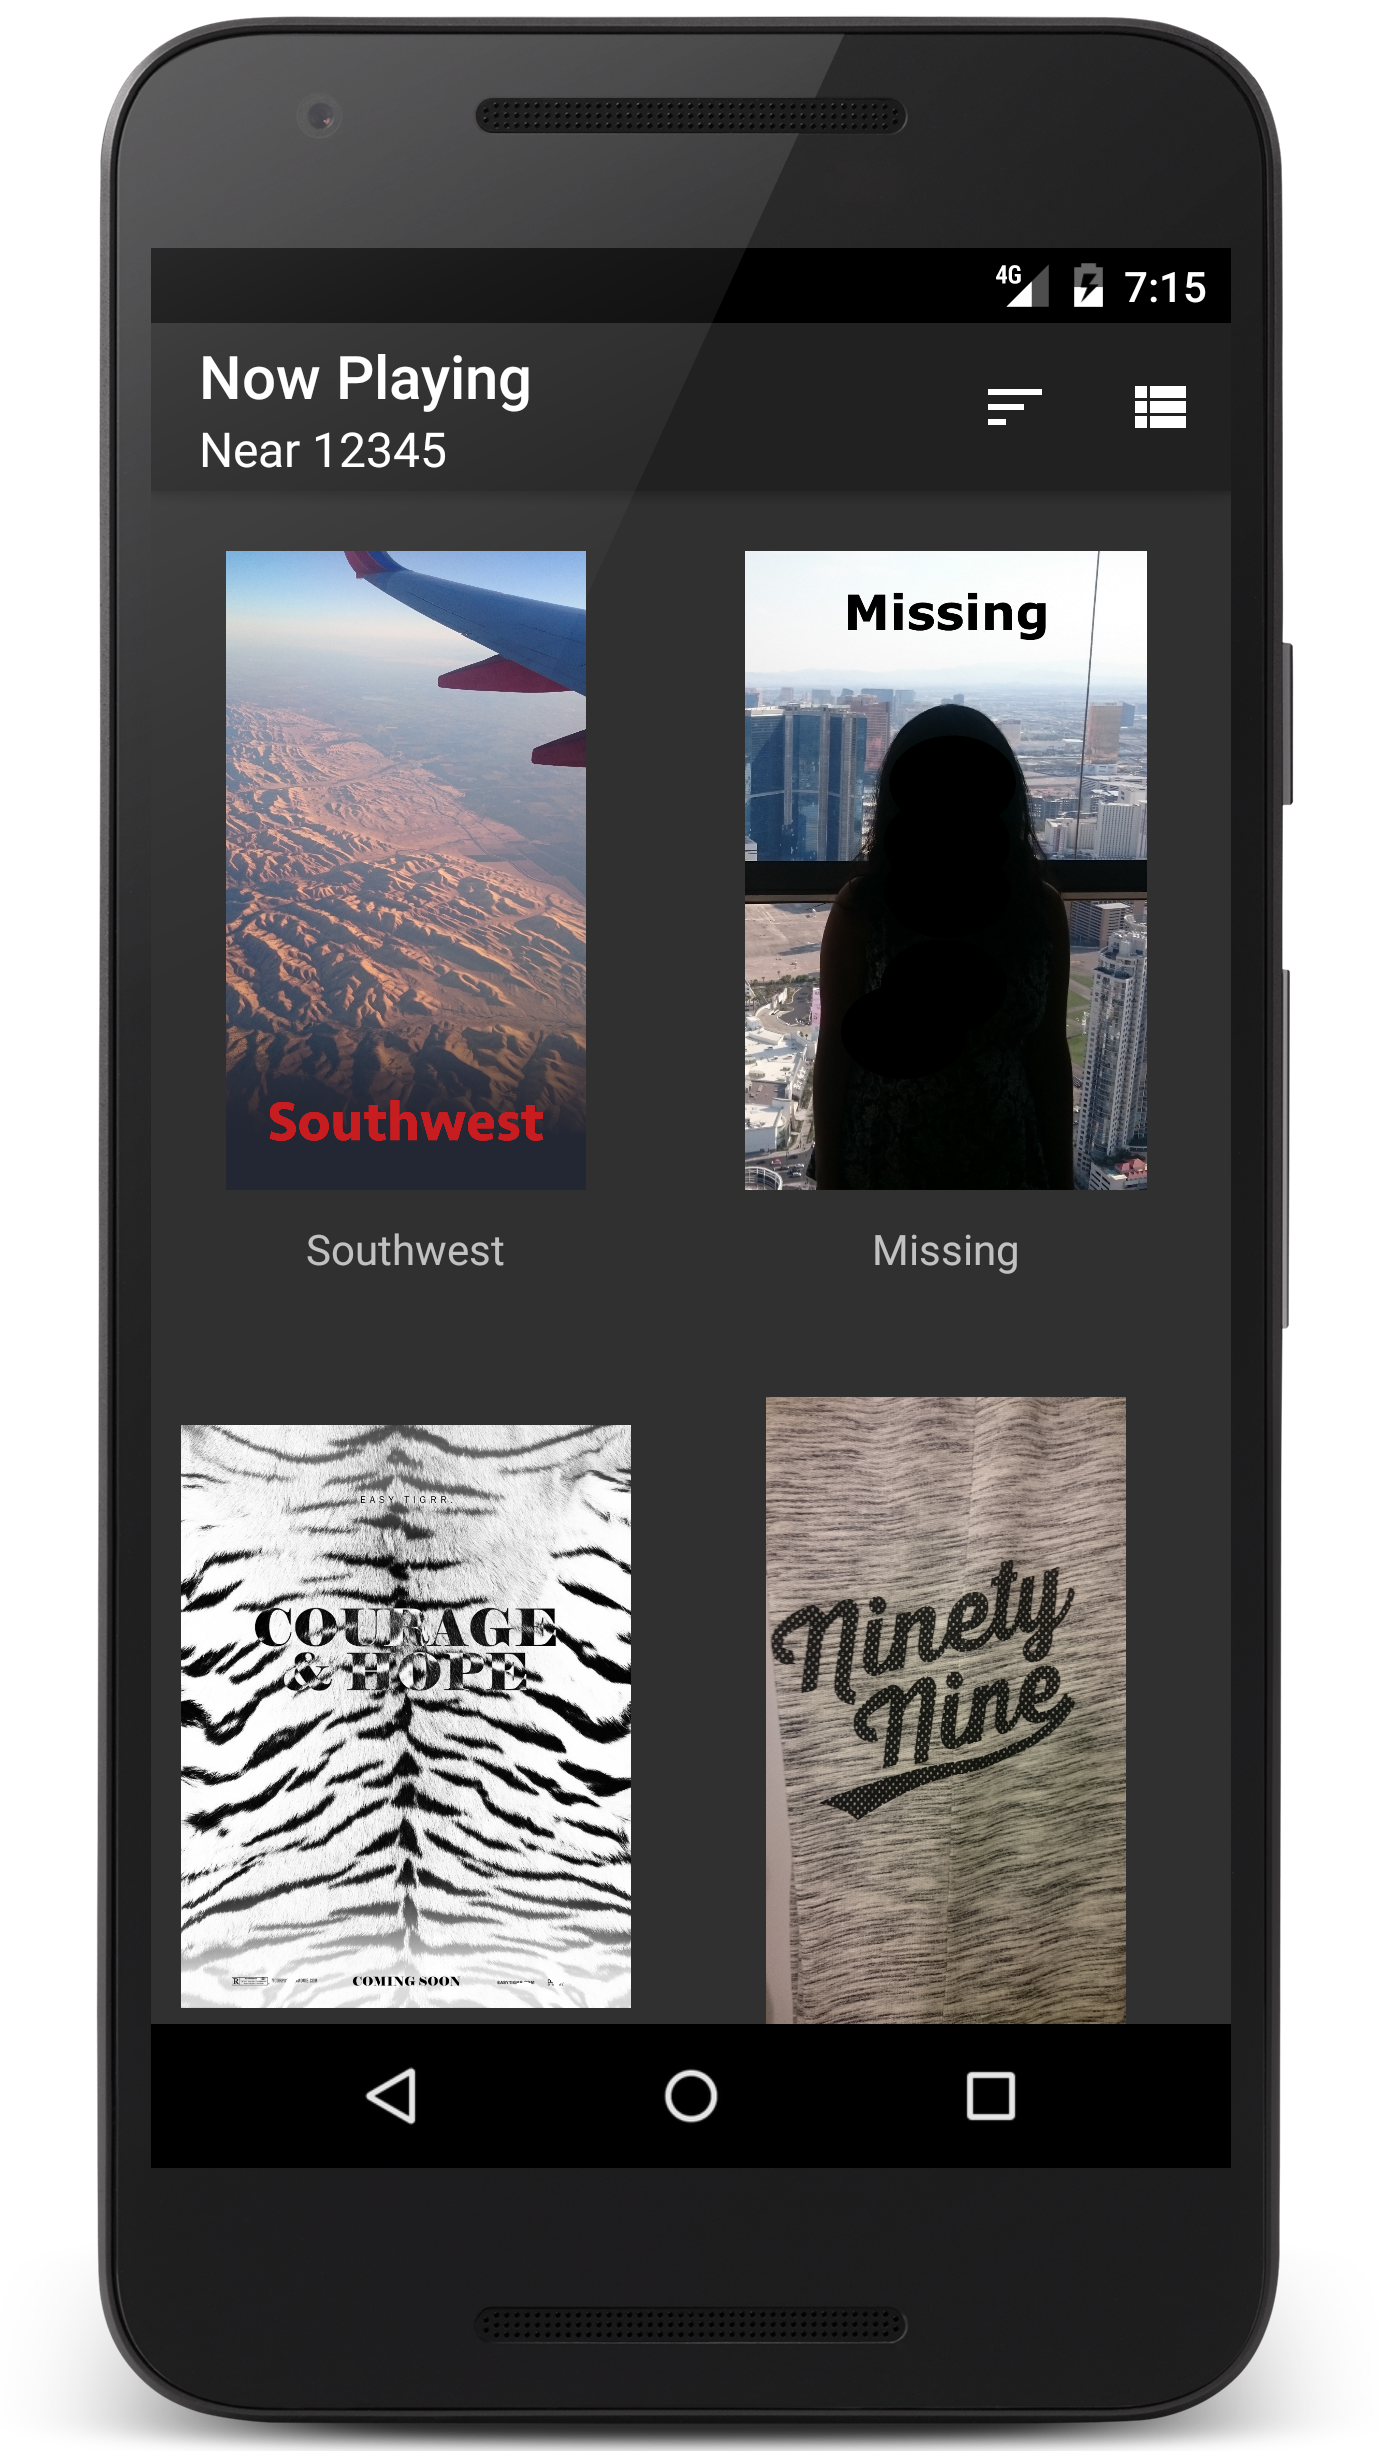 4G 7:15
Now Playing
Near 12345
Missing
Southwest
Southwest
Missing
EASY TIGRR.
COURAGE
& HOPE
Ninety
Nine
R
COMING SOON